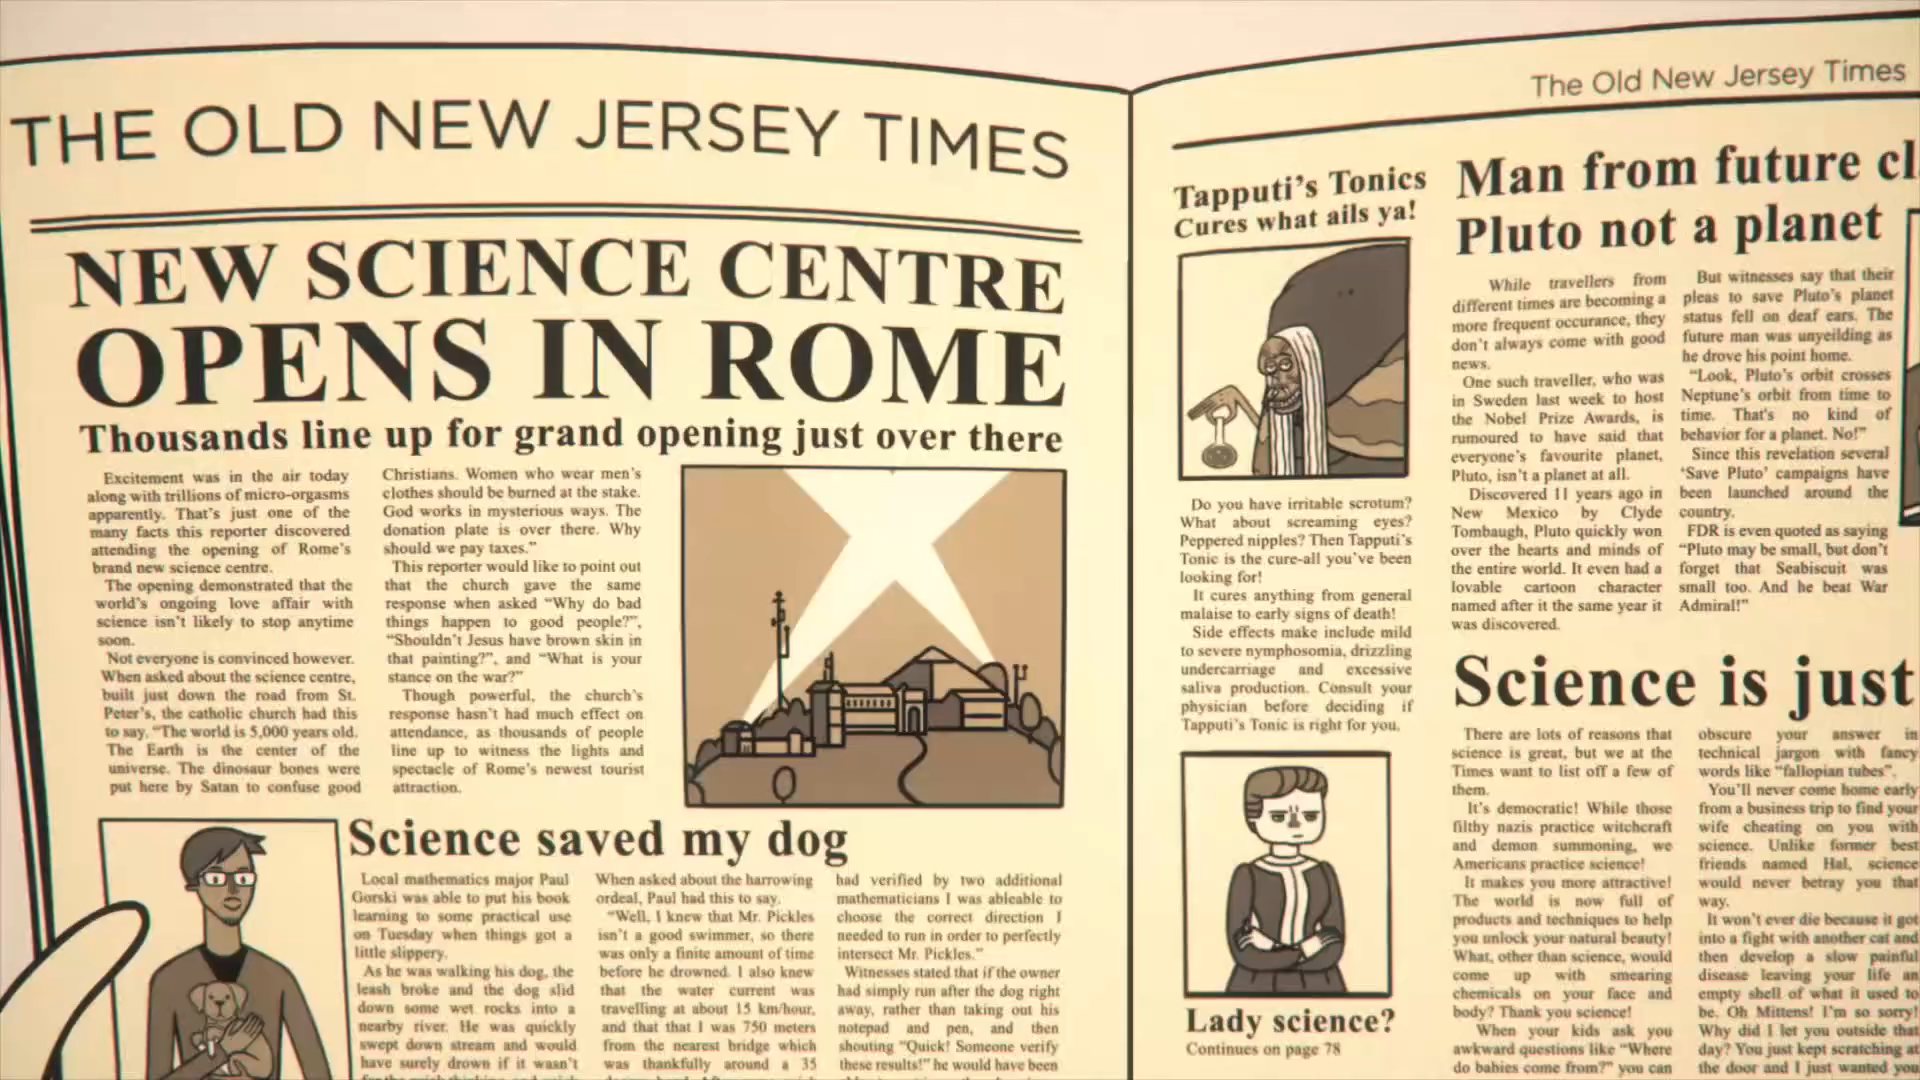 THE OLD NEW JERSEY TIMES
NEW SCIENCE CENTRE
OPENS IN ROME
Thousands line up for grand opening just over there
Excitement was in the air today
along with trillions of micro-orgasms
apparently. That's just one of the
many facts this reporter discovered
attending the opening of Rome's
brand new science centre.
The opening demonstrated that the
world's ongoing love affair with
science isn't likely to stop anytime
soon.
Not everyone is convinced however.
When asked about the science centre,
built just down the road from St.
Peter's, the catholic church had this
to say. "The world is 5,000 years old.
The Earth is the center of the
universe. The dinosaur bones were
put here by Satan to confuse good
Christians. Women who wear men's
clothes should be burned at the stake.
God works in mysterious ways. The
donation plate is over there. Why
should we pay taxes."
This reporter would like to point out
that the church gave the same
response when asked "Why do bad
things happen to good people?",
"Shouldn't Jesus have brown skin in
that painting?", and "What is your
stance on the war?"
Though powerful, the church's
response hasn't had much effect on
attendance, as thousands of people
line up to witness the lights and
spectacle of Rome's newest tourist
attraction.
Science saved my dog
Local mathematics major Paul
Gorski was able to put his book
learning to some practical use
on Tuesday when things got a
little slippery.
As he was walking his dog, the
leash broke and the dog slid
down some wet rocks into a
nearby river. He was quickly
swept down stream and would
have surely drown if it wasn't
When asked about the harrowing
ordeal, Paul had this to say.
"Well, I knew that Mr. Pickles
isn't a good swimmer, so there
was only a finite amount of time
before he drowned. I also knew
that the water current was
travelling at about 15 km/hour,
and that that I was 750 meters
from the nearest bridge which
was thankfully around a 35
had verified by two additional
mathematicians I was ableable to
choose the correct direction I
needed to run in order to perfectly
intersect Mr. Pickles."
Witnesses stated that if the owner
had simply run after the dog right
away, rather than taking out his
notepad and pen, and then
shouting "Quick! Someone verify
these results!" he would have been
The Old New Jersey Times
Tapputi's Tonics
Cures what ails ya!
Do you have irritable scrotum?
What about screaming eyes?
Peppered nipples? Then Tapputi's
Tonic is the cure-all you've been
looking for!
It cures anything from general
malaise to early signs of death!
Side effects make include mild
to severe nymphosomia, drizzling
undercarriage and excessive
saliva production. Consult your
physician before deciding if
Tapputi's Tonic is right for you.
Lady science?
Continues on page 78
Man from future cl
Pluto not a planet
While travellers from
different times are becoming a
more frequent occurance, they
don't always come with good
news.
One such traveller, who was
in Sweden last week to host
the Nobel Prize Awards, is
rumoured to have said that
everyone's favourite planet,
Pluto, isn't a planet at all.
Discovered 11 years ago in
New Mexico by Clyde
Tombaugh, Pluto quickly won
over the hearts and minds of
the entire world. It even had a
lovable cartoon character
named after it the same year it
was discovered.
But witnesses say that their
pleas to save Pluto's planet
status fell on deaf ears. The
future man was unyeilding as
he drove his point home.
"Look, Pluto's orbit crosses
Neptune's orbit from time to
time. That's no kind of
behavior for a planet. No!"
Since this revelation several
'Save Pluto' campaigns have
been launched around the
country.
FDR is even quoted as saying
"Pluto may be small, but don't
forget that Seabiscuit was
small too. And he beat War
Admiral!"
Science is just
There are lots of reasons that
science is great, but we at the
Times want to list off a few of
them.
It's democratic! While those
filthy nazis practice witchcraft
and demon summoning, we
Americans practice science!
It makes you more attractive!
The world is now full of
products and techniques to help
you unlock your natural beauty!
What, other than science, would
come up with smearing
chemicals on your face and
body? Thank you science!
When your kids ask you
awkward questions like "Where
do babies come from?" you can
obscure your answer in
technical jargon with fancy
words like "fallopian tubes".
You'll never come home early
from a business trip to find your
wife cheating on you with
science. Unlike former best
friends named Hal, science
would never betray you that
way.
It won't ever die because it got
into a fight with another cat and
then develop a slow painful
disease leaving your life an
empty shell of what it used to
be. Oh Mittens! I'm so sorry!
Why did I let you outside that
day? You just kept scratching at
the door and I just wanted you